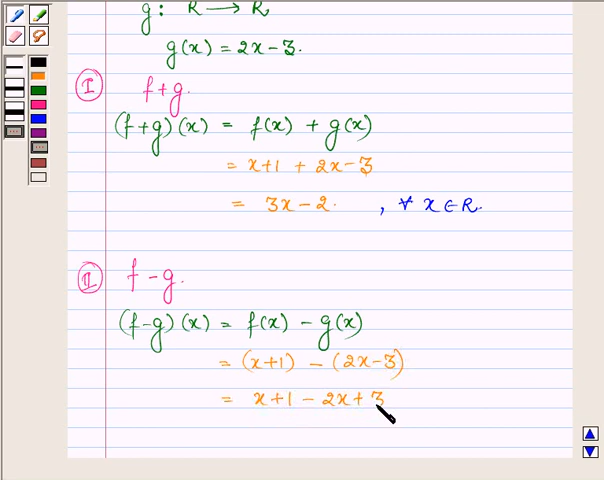 g: R → R
g(x) = 2x-3.
I f+g.
(f+g)(x) = f(x) + g(x)
= x+1 + 2x-3
= 3x-2. , ∀ x∈R.
II f-g.
(f-g)(x) = f(x) - g(x)
= (x+1) - (2x-3)
= x+1 - 2x+3